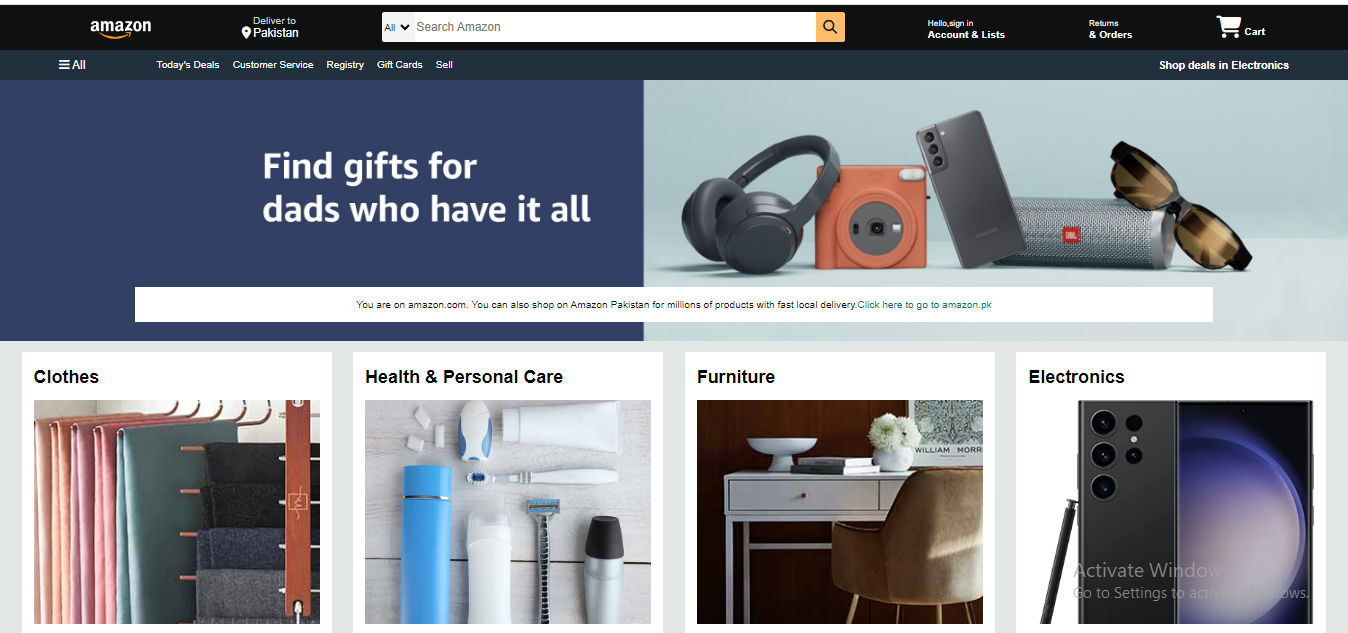 amazon
Deliver to
Pakistan
All
Search Amazon
Hello,sign in
Account & Lists
Returns
& Orders
Cart
All
Today's Deals
Customer Service
Registry
Gift Cards
Sell
Shop deals in Electronics
Find gifts for
dads who have it all
JBL
You are on amazon.com. You can also shop on Amazon Pakistan for millions of products with fast local delivery.Click here to go to amazon.pk
Clothes
Health & Personal Care
Furniture
Electronics
WILLIAM MORR
Activate Windows
Go to Settings to activate Windows.